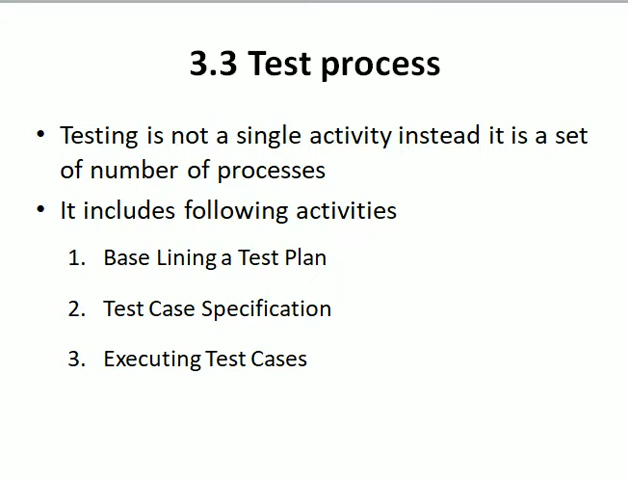 3.3 Test process
• Testing is not a single activity instead it is a set
of number of processes
• It includes following activities
1. Base Lining a Test Plan
2. Test Case Specification
3. Executing Test Cases